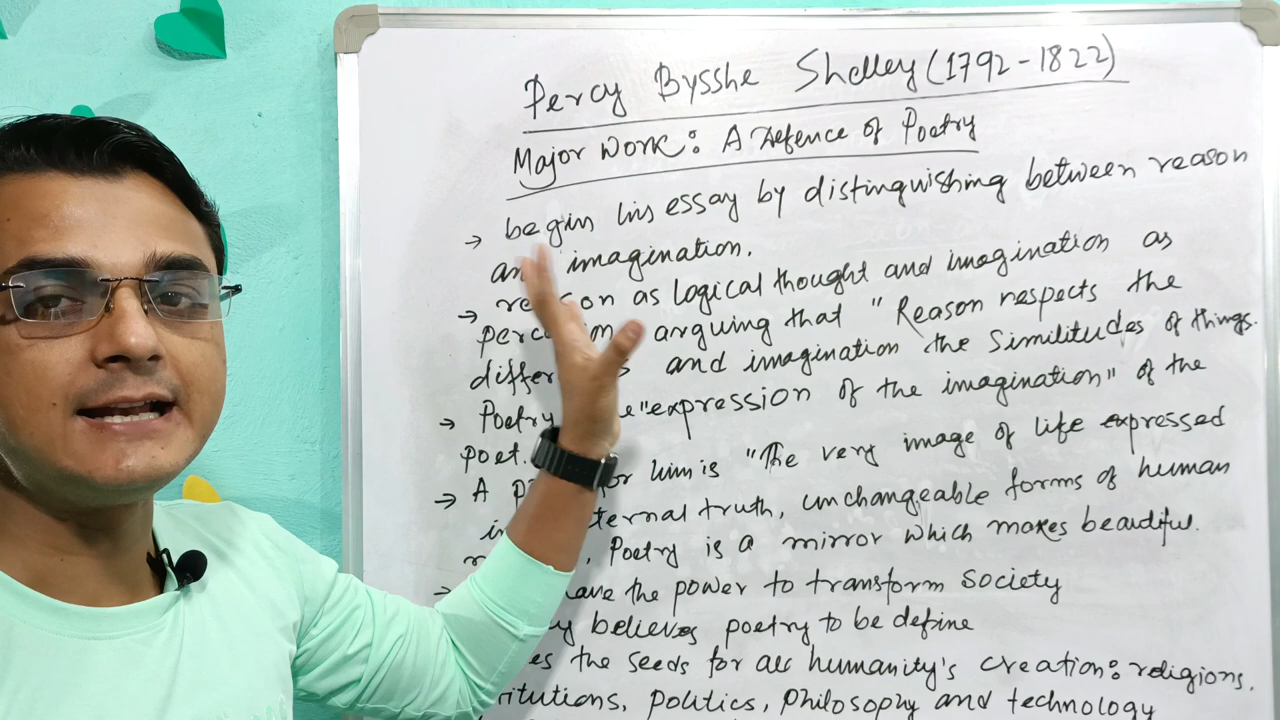 Percy Bysshe Shelley (1792-1822)
Major Work: A Defence of Poetry
→ begin his essay by distinguishing between reason
imagination.
→ as logical thought and imagination as
arguing that "Reason respects the
and imagination the Similitudes of things.
→ Poetry "expression of the imagination" of the
poet.
→ A for him is "The very image of life expressed
truth, unchangeable forms of human
, Poetry is a mirror which makes beautiful.
the power to transform society
believes poetry to be define
the seeds for all humanity's creation: religions,
politics, philosophy and technology